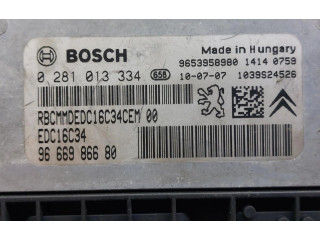 BOSCH
Made in Hungary
9653958980 1414 0759
0 281 013 334 658 10-07-07 1039S24526
RBCMMDEDC16C34CEM 00
EDC16C34
96 669 866 80